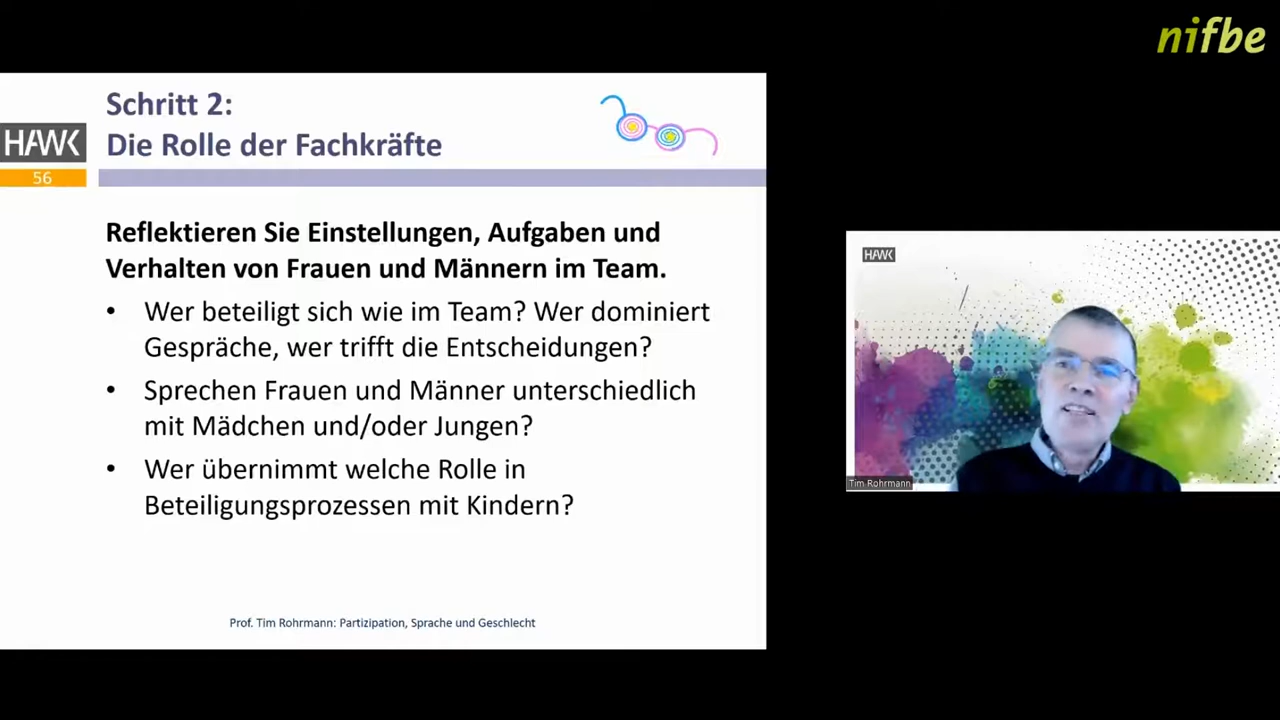 nifbe
Schritt 2:
Die Rolle der Fachkräfte
HAWK
56
Reflektieren Sie Einstellungen, Aufgaben und
Verhalten von Frauen und Männern im Team.
• Wer beteiligt sich wie im Team? Wer dominiert
Gespräche, wer trifft die Entscheidungen?
• Sprechen Frauen und Männer unterschiedlich
mit Mädchen und/oder Jungen?
• Wer übernimmt welche Rolle in
Beteiligungsprozessen mit Kindern?
Prof. Tim Rohrmann: Partizipation, Sprache und Geschlecht
HAWK
Tim Rohrmann